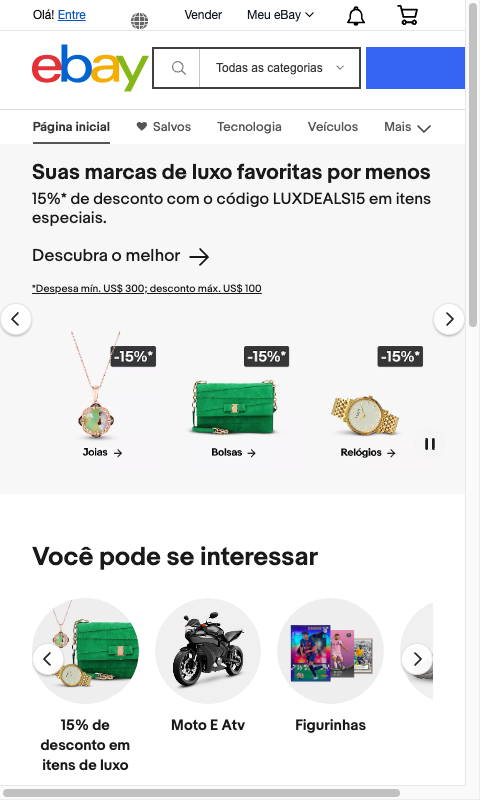 Olá! Entre
Vender
Meu eBay
ebay
Todas as categorias
Página inicial
Salvos
Tecnologia
Veículos
Mais
Suas marcas de luxo favoritas por menos
15%* de desconto com o código LUXDEALS15 em itens
especiais.
Descubra o melhor
*Despesa mín. US$ 300; desconto máx. US$ 100
-15%*
-15%*
-15%*
Joias
Bolsas
Relógios
Você pode se interessar
15% de
desconto em
itens de luxo
Moto E Atv
Figurinhas